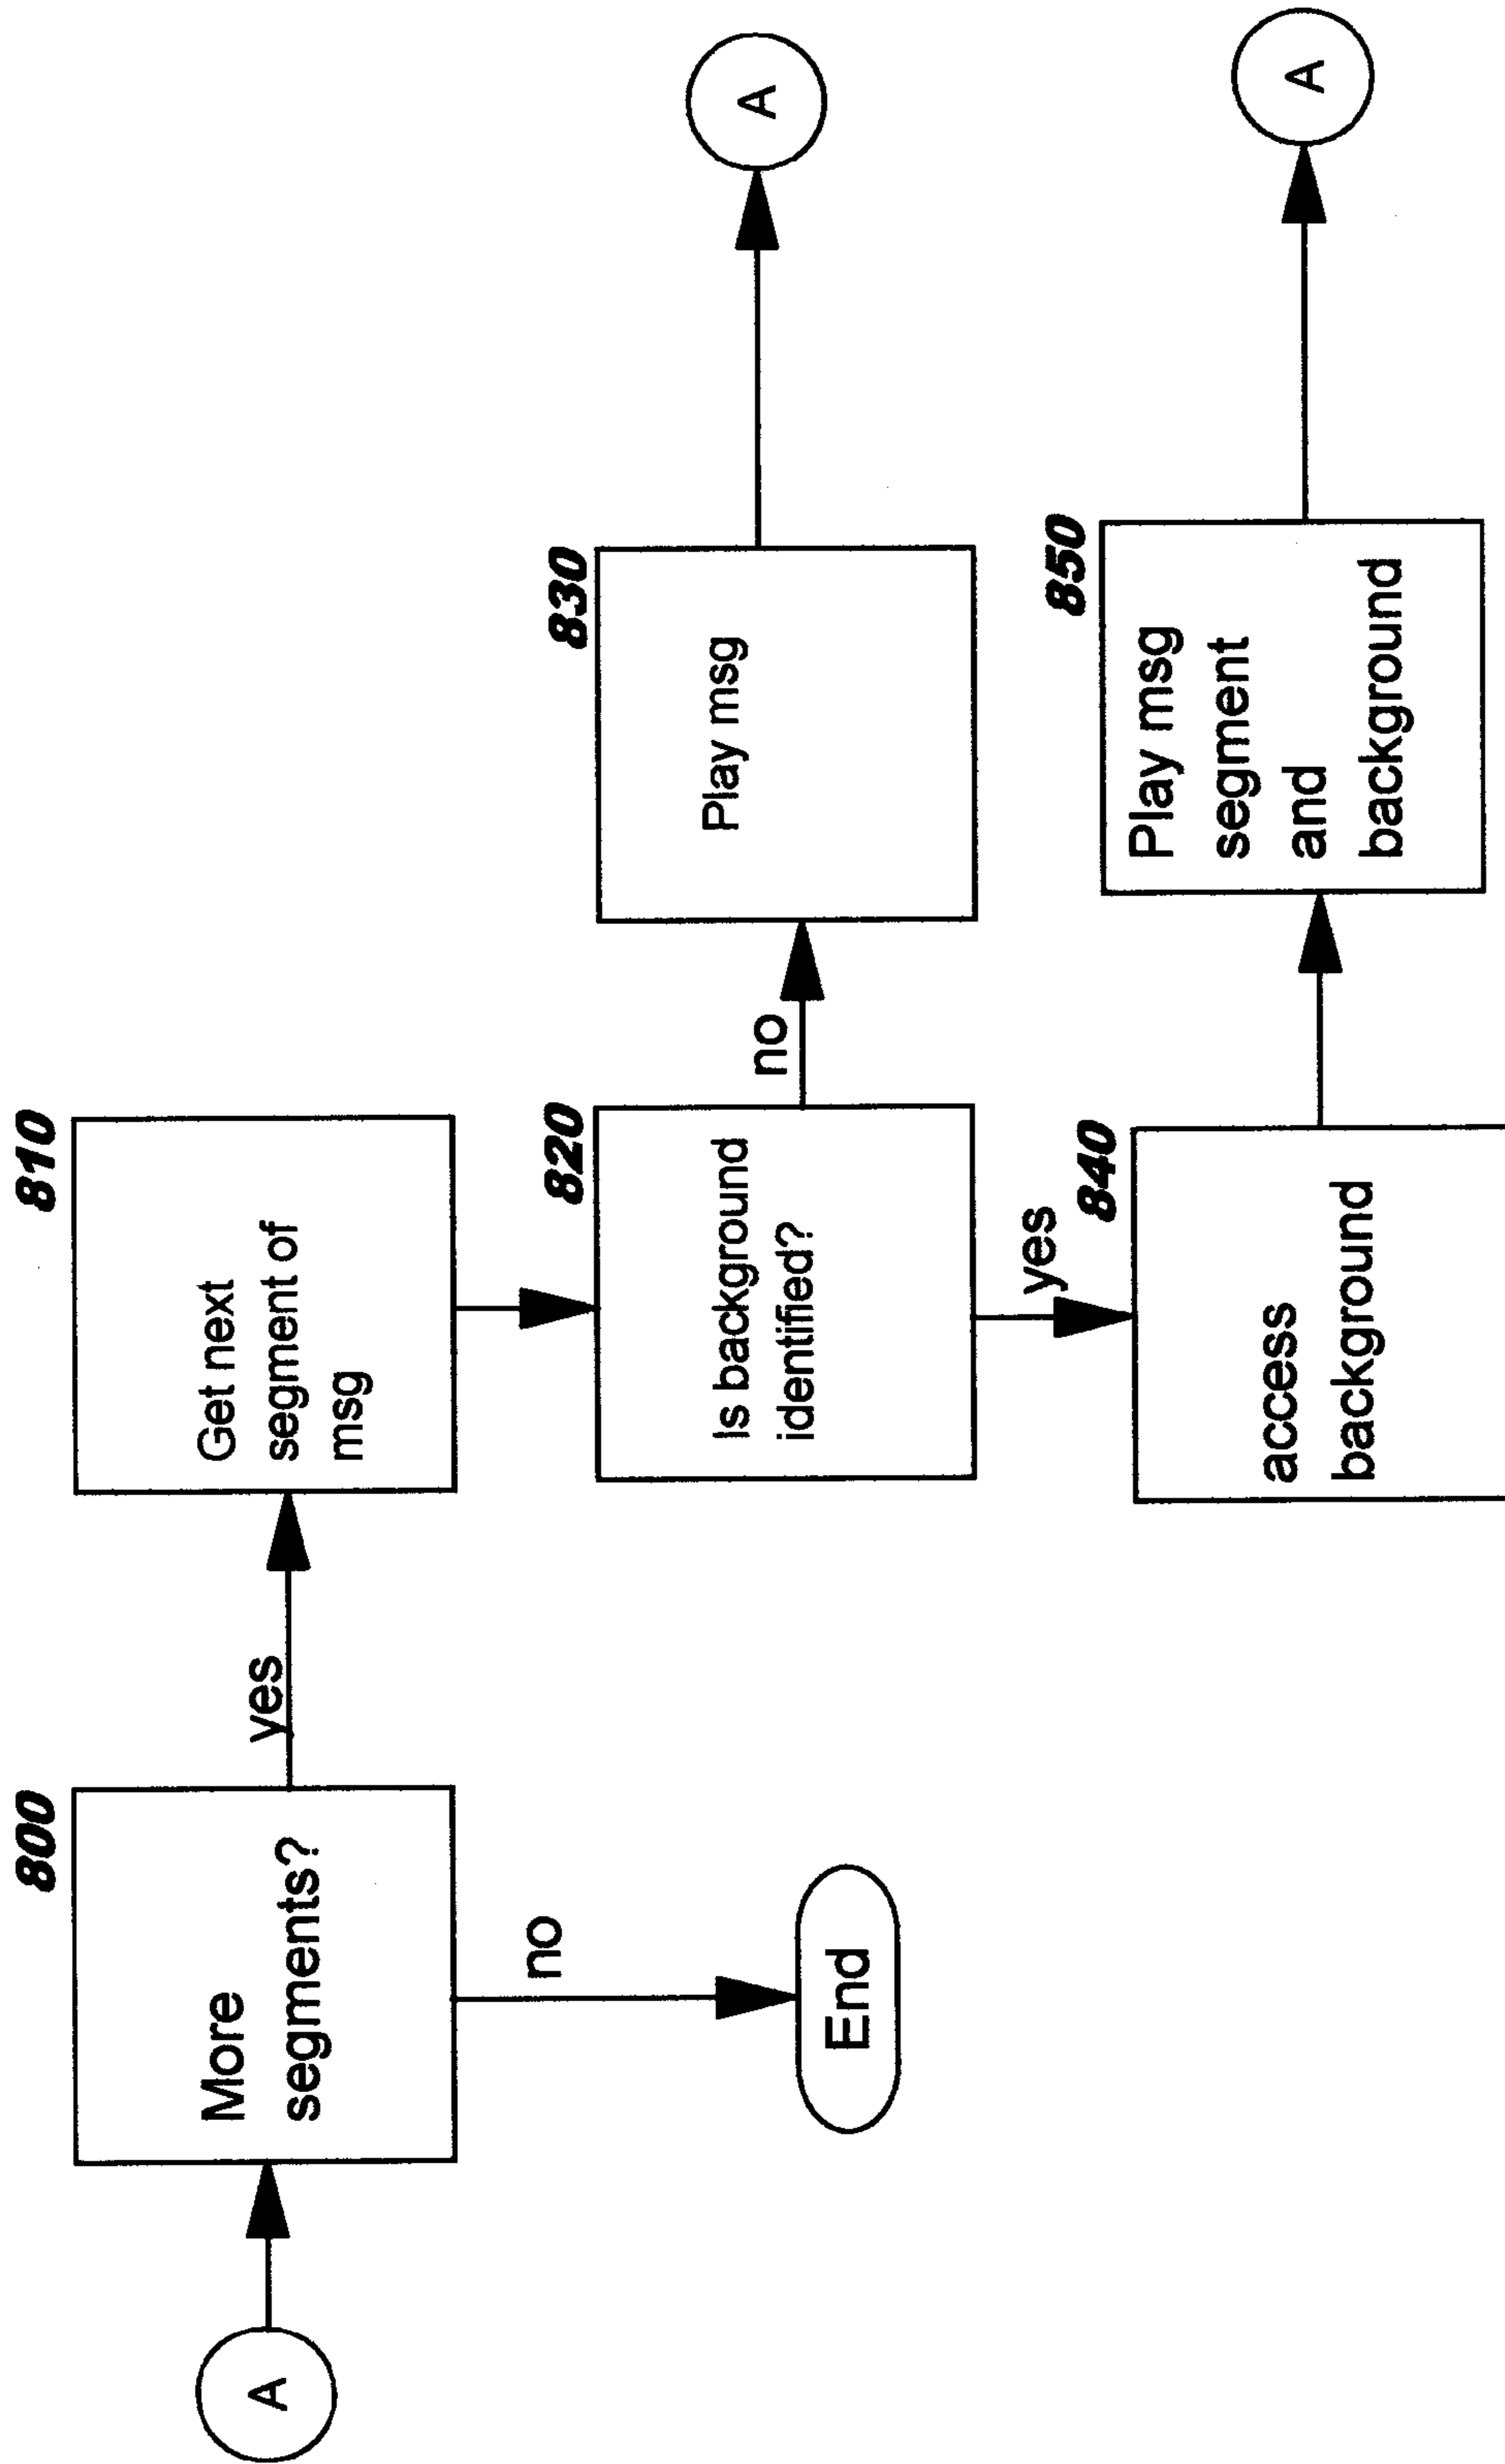 A
800
More
segments?
yes
no
End
810
Get next
segment of
msg
820
Is background
identified?
no
yes
830
Play msg
A
840
access
background
850
Play msg
segment
and
background
A